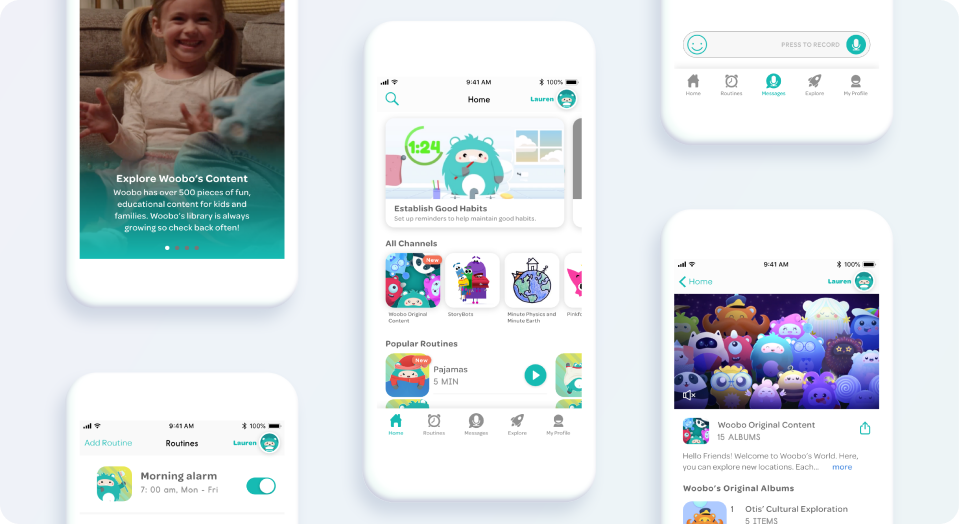 Explore Woobo's Content
Woobo has over 500 pieces of fun,
educational content for kids and
families. Woobo's library is always
growing so check back often!
9:41 AM
100%
Add Routine
Routines
Lauren
Morning alarm
7: 00 am, Mon - Fri
9:41 AM
100%
Home
Lauren
1:24
Establish Good Habits
Set up reminders to help maintain good habits.
All Channels
New
Woobo Original
Content
StoryBots
Minute Physics and
Minute Earth
Pinkf
Popular Routines
New
Pajamas
5 MIN
Home
Routines
Messages
Explore
My Profile
PRESS TO RECORD
Home
Routines
Messages
Explore
My Profile
9:41 AM
100%
Home
Lauren
Woobo Original Content
15 ALBUMS
Hello Friends! Welcome to Woobo's World. Here,
you can explore new locations. Each... more
Woobo's Original Albums
1 Otis' Cultural Exploration
5 ITEMS